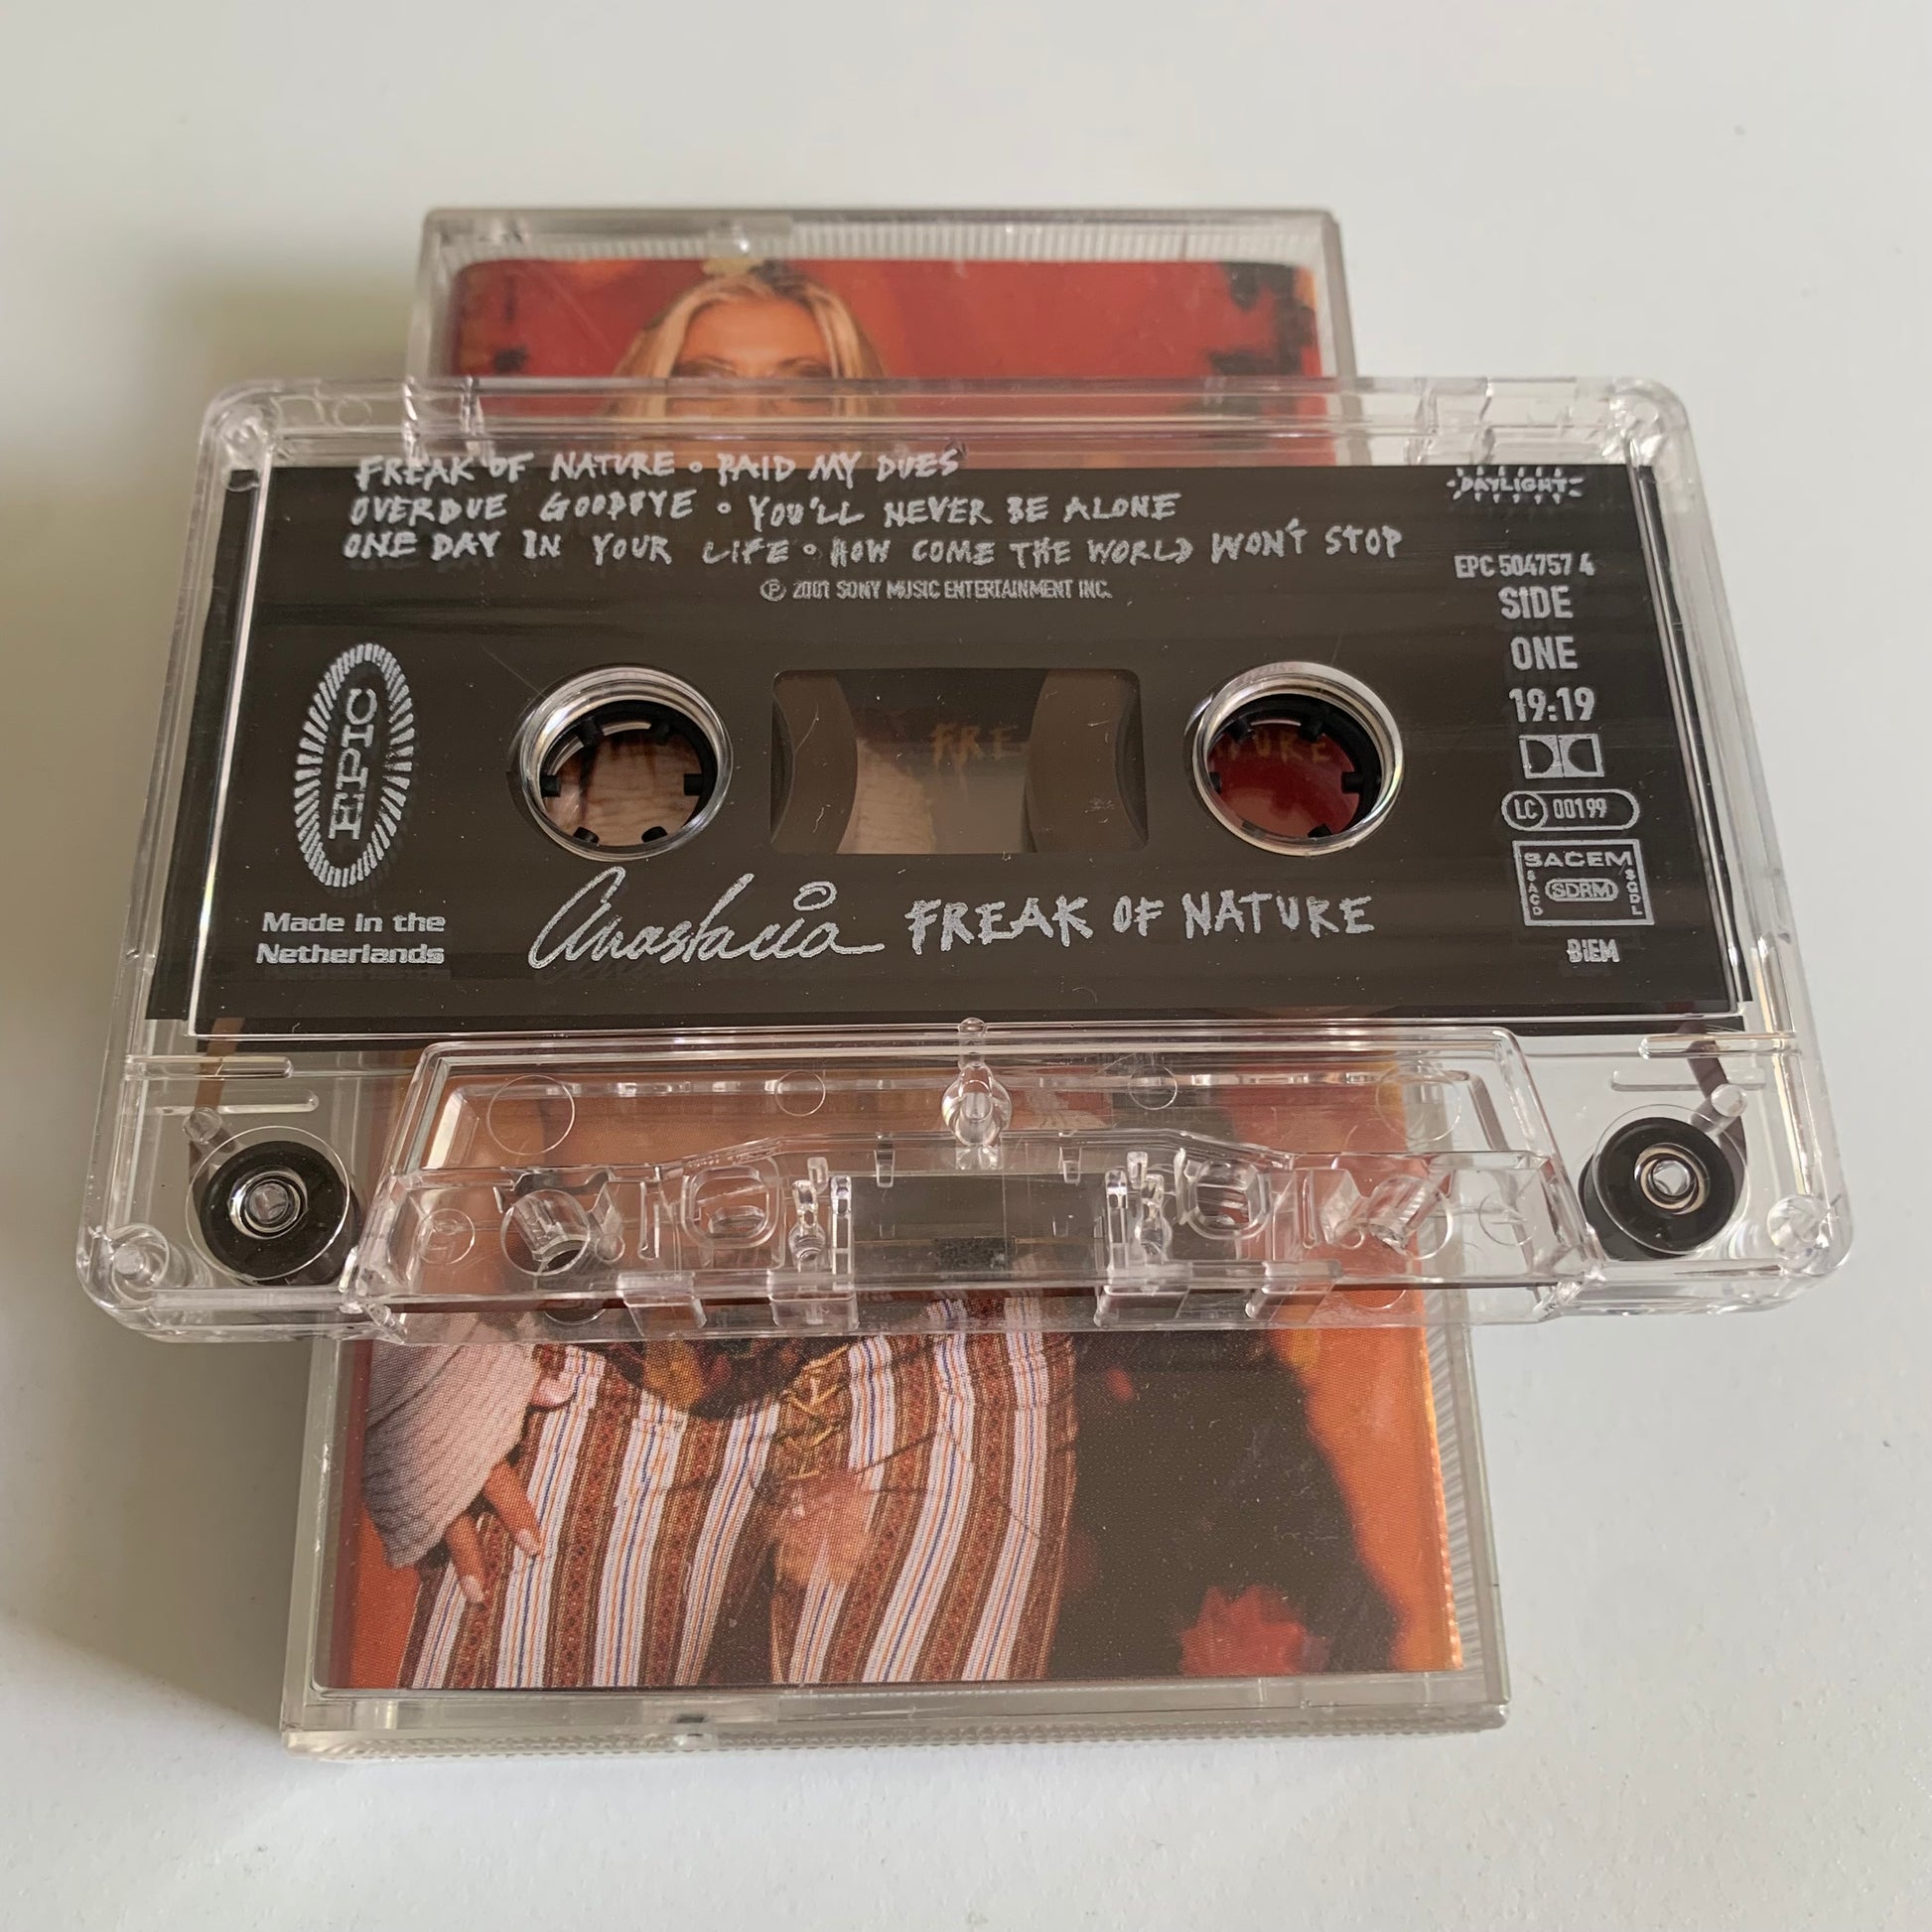 FREAK OF NATURE ∘ PAID MY DUES
OVERDUE GOODBYE ∘ YOU'LL NEVER BE ALONE
ONE DAY IN YOUR LIFE ∘ HOW COME THE WORLD WON'T STOP
℗ 2001 SONY MUSIC ENTERTAINMENT INC.
DAYLIGHT
EPC 504757 4
SIDE
ONE
19:19
LC 00199
SACEM
SACD
SDRM
SGDL
BIEM
EPIC
Made in the
Netherlands
Anastacia FREAK OF NATURE
FRE
TURE